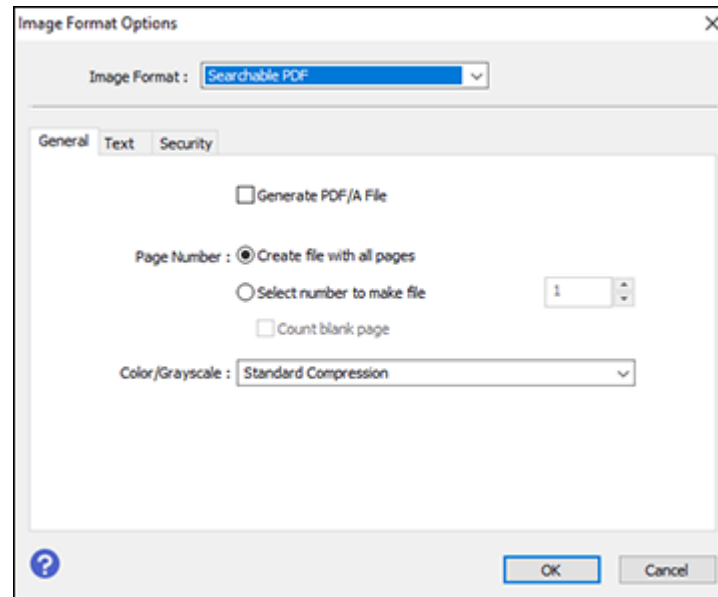 Image Format Options
Image Format : Searchable PDF
General Text Security
Generate PDF/A File
Page Number : Create file with all pages
Select number to make file 1
Count blank page
Color/Grayscale : Standard Compression
?
OK Cancel